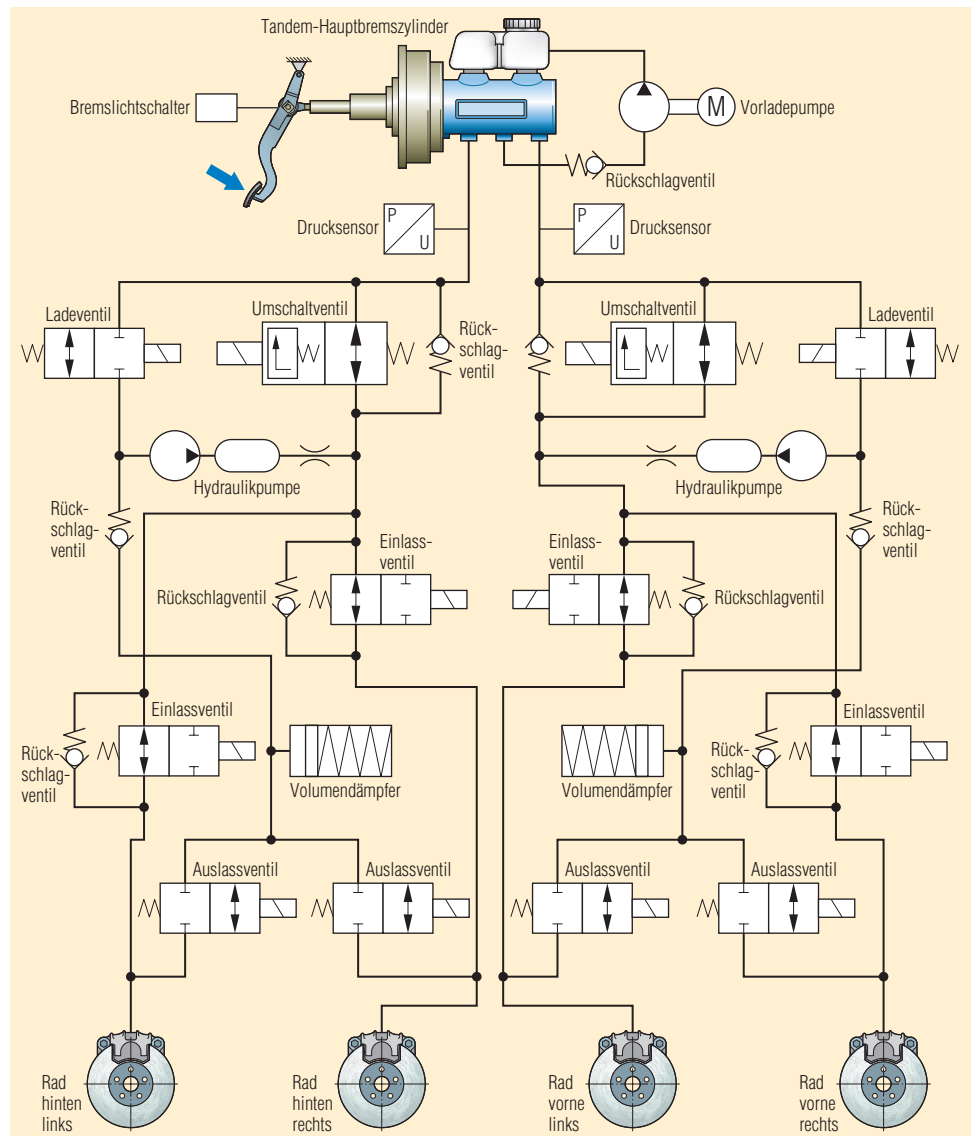 Tandem-Hauptbremszylinder
Bremslichtschalter
M
Vorladepumpe
Rückschlagventil
Drucksensor
P
U
P
U
Drucksensor
Ladeventil
Umschaltventil
Rück-
schlag-
ventil
Umschaltventil
Ladeventil
Hydraulikpumpe
Hydraulikpumpe
Rück-
schlag-
ventil
Einlass-
ventil
Einlass-
ventil
Rück-
schlag-
ventil
Rückschlagventil
Rückschlagventil
Einlassventil
Rück-
schlag-
ventil
Volumendämpfer
Volumendämpfer
Rück-
schlag-
ventil
Einlassventil
Auslassventil
Auslassventil
Auslassventil
Auslassventil
Rad
hinten
links
Rad
hinten
rechts
Rad
vorne
links
Rad
vorne
rechts